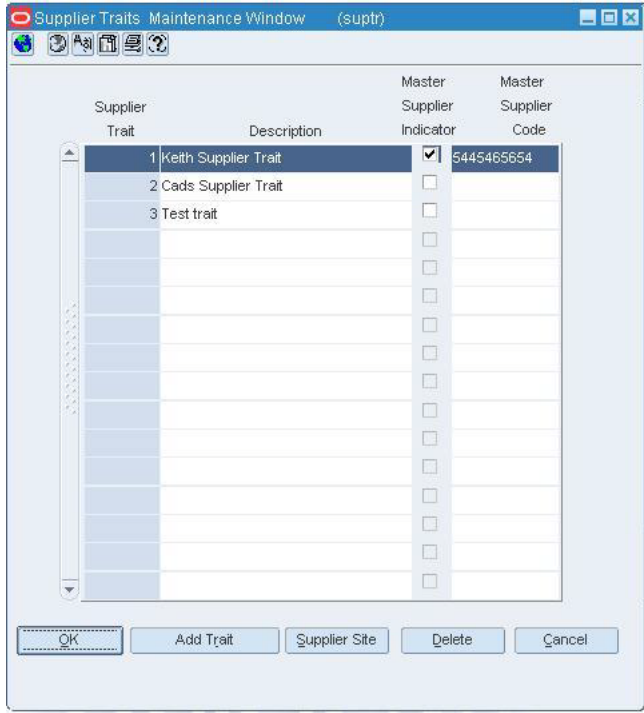 Supplier Traits Maintenance Window (suptr)
Master Master
Supplier Supplier Supplier
Trait Description Indicator Code
1 Keith Supplier Trait 5445465654
2 Cads Supplier Trait
3 Test trait
OK Add Trait Supplier Site Delete Cancel